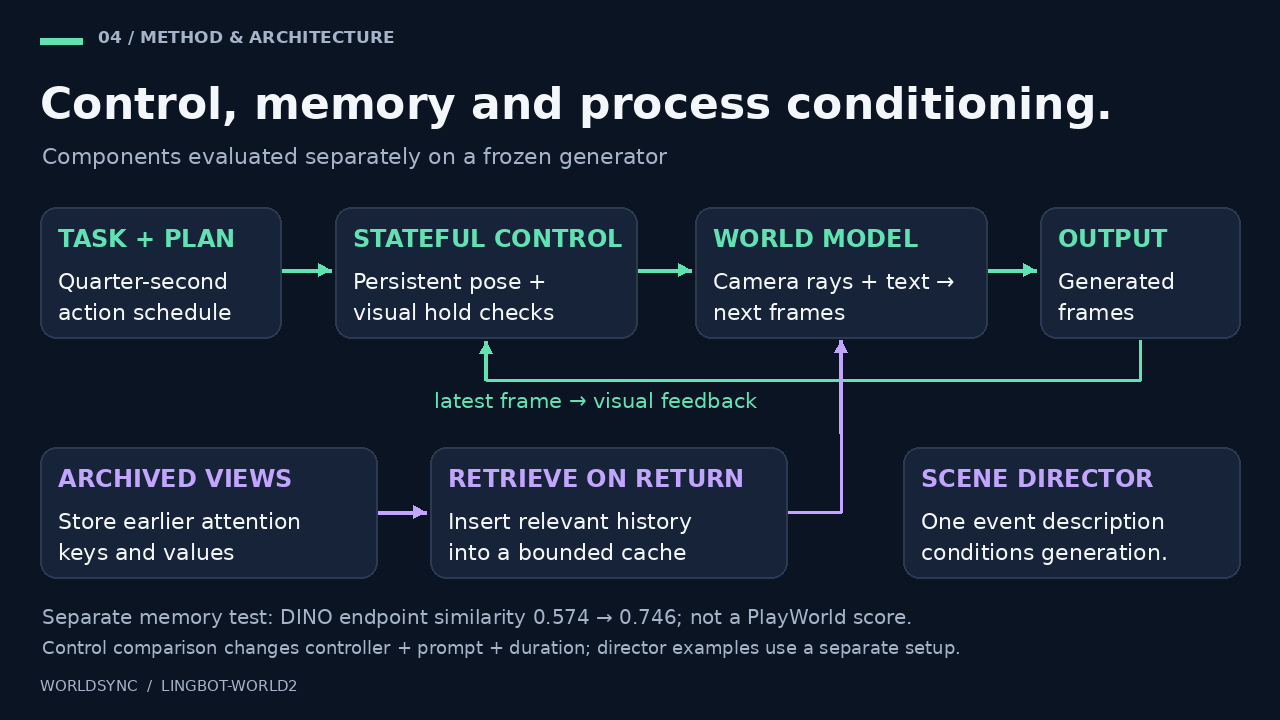 04 / METHOD & ARCHITECTURE
Control, memory and process conditioning.
Components evaluated separately on a frozen generator
TASK + PLAN
Quarter-second
action schedule
STATEFUL CONTROL
Persistent pose +
visual hold checks
WORLD MODEL
Camera rays + text →
next frames
OUTPUT
Generated
frames
latest frame → visual feedback
ARCHIVED VIEWS
Store earlier attention
keys and values
RETRIEVE ON RETURN
Insert relevant history
into a bounded cache
SCENE DIRECTOR
One event description
conditions generation.
Separate memory test: DINO endpoint similarity 0.574 → 0.746; not a PlayWorld score.
Control comparison changes controller + prompt + duration; director examples use a separate setup.
WORLDSYNC / LINGBOT-WORLD2